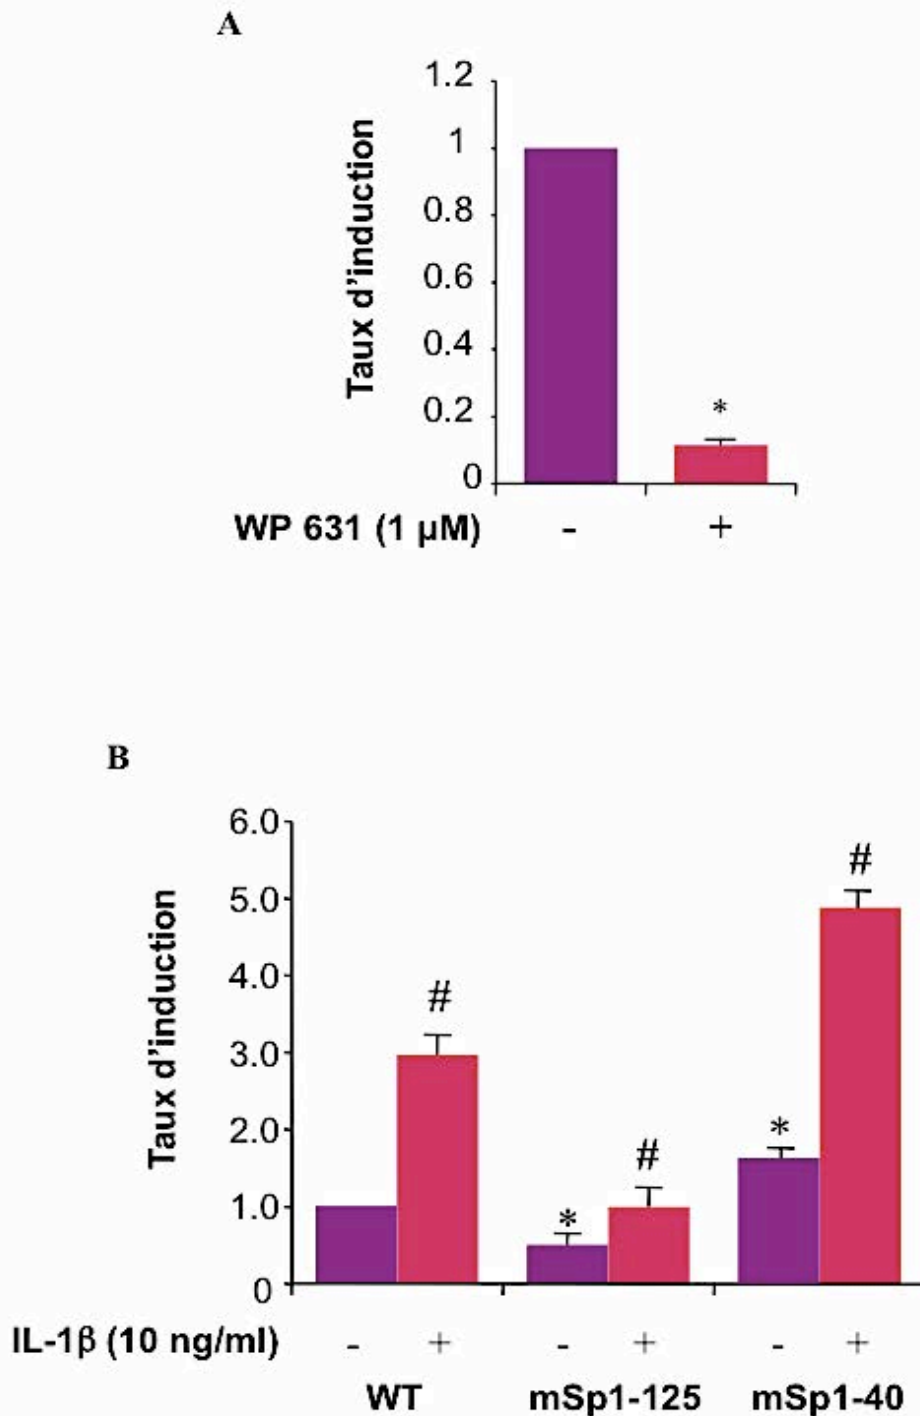 A
Taux d'induction
1.2
1
0.8
0.6
0.4
0.2
0
*
WP 631 (1 µM) - +
B
Taux d'induction
6.0
5.0
4.0
3.0
2.0
1.0
0
# * # * #
IL-1β (10 ng/ml) - + - + - +
WT mSp1-125 mSp1-40